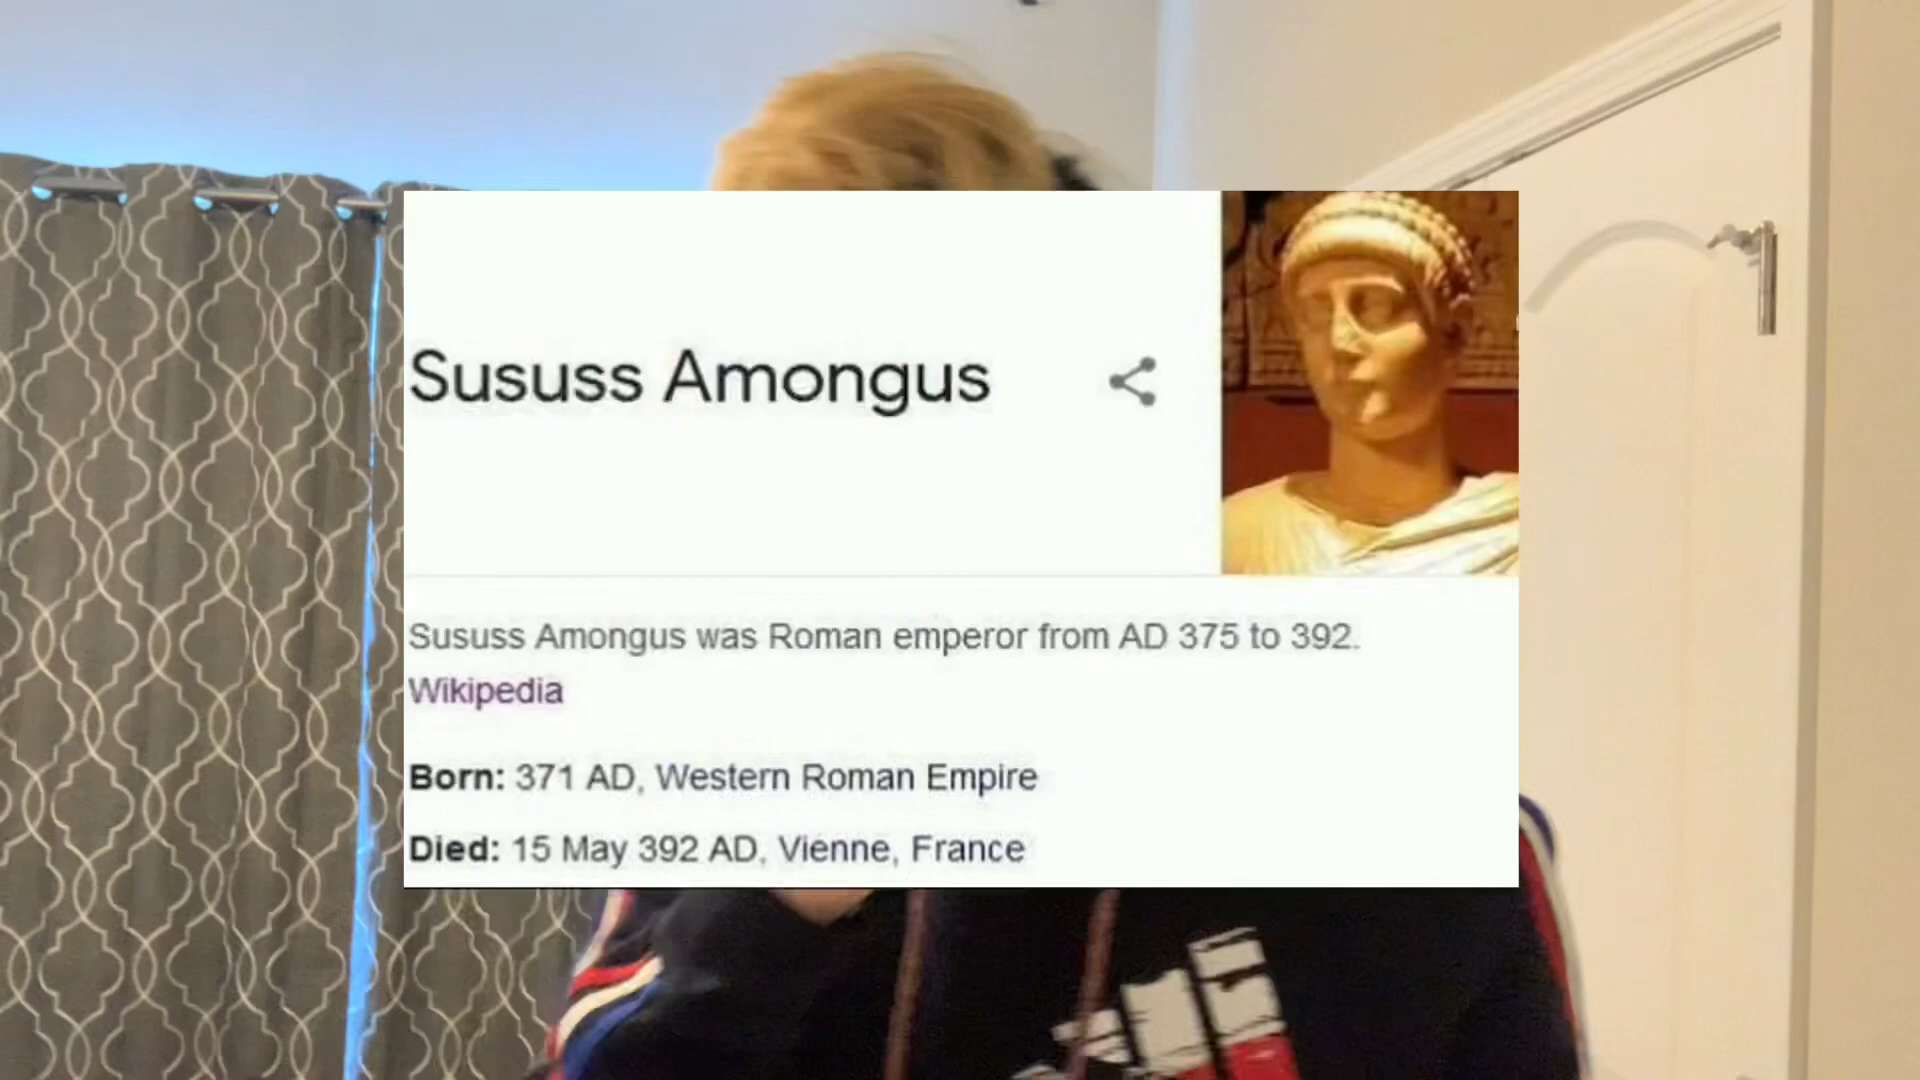 Sususs Amongus
Sususs Amongus was Roman emperor from AD 375 to 392.
Wikipedia
Born: 371 AD, Western Roman Empire
Died: 15 May 392 AD, Vienne, France